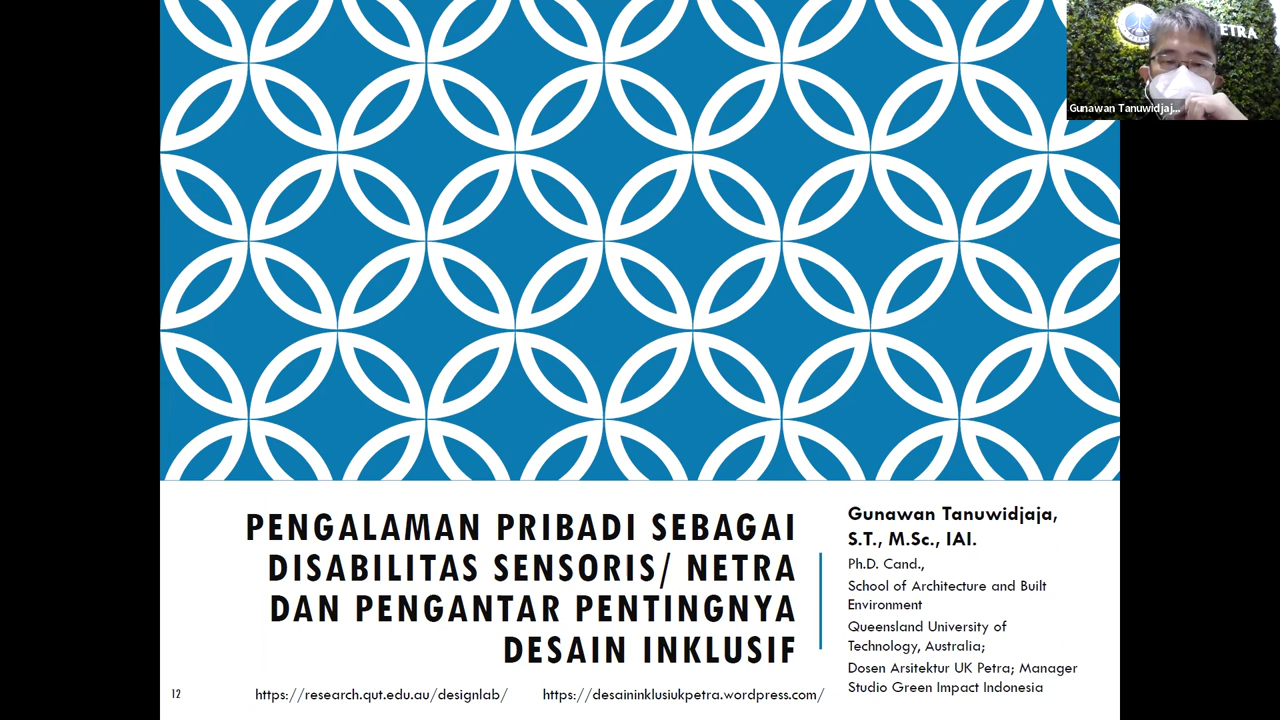 PETRA
Gunawan Tanuwidjaj...
PENGALAMAN PRIBADI SEBAGAI
DISABILITAS SENSORIS/ NETRA
DAN PENGANTAR PENTINGNYA
DESAIN INKLUSIF
Gunawan Tanuwidjaja,
S.T., M.Sc., IAI.
Ph.D. Cand.,
School of Architecture and Built
Environment
Queensland University of
Technology, Australia;
Dosen Arsitektur UK Petra; Manager
Studio Green Impact Indonesia
12
https://research.qut.edu.au/designlab/
https://desaininklusiukpetra.wordpress.com/